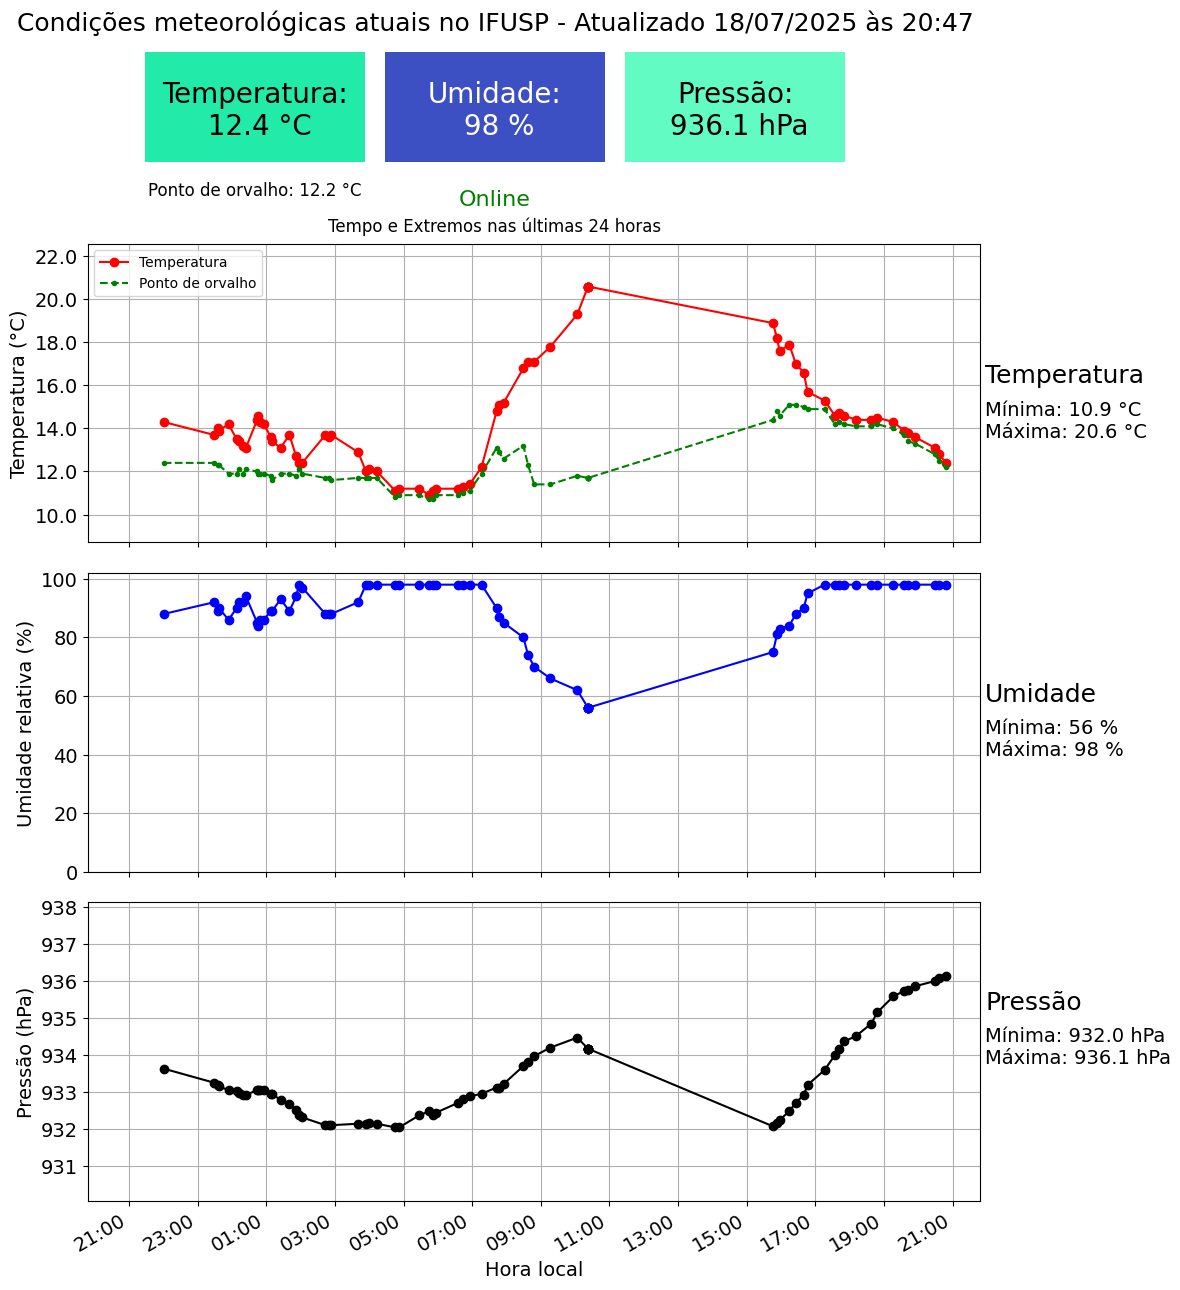 Condições meteorológicas atuais no IFUSP - Atualizado 18/07/2025 às 20:47
Temperatura:
12.4 °C
Umidade:
98 %
Pressão:
936.1 hPa
Ponto de orvalho: 12.2 °C
Online
Tempo e Extremos nas últimas 24 horas
Temperatura (°C)
22.0
20.0
18.0
16.0
14.0
12.0
10.0
Temperatura
Ponto de orvalho
Temperatura
Mínima: 10.9 °C
Máxima: 20.6 °C
Umidade relativa (%)
100
80
60
40
20
0
Umidade
Mínima: 56 %
Máxima: 98 %
Pressão (hPa)
938
937
936
935
934
933
932
931
Pressão
Mínima: 932.0 hPa
Máxima: 936.1 hPa
21:00
23:00
01:00
03:00
05:00
07:00
09:00
11:00
13:00
15:00
17:00
19:00
21:00
Hora local